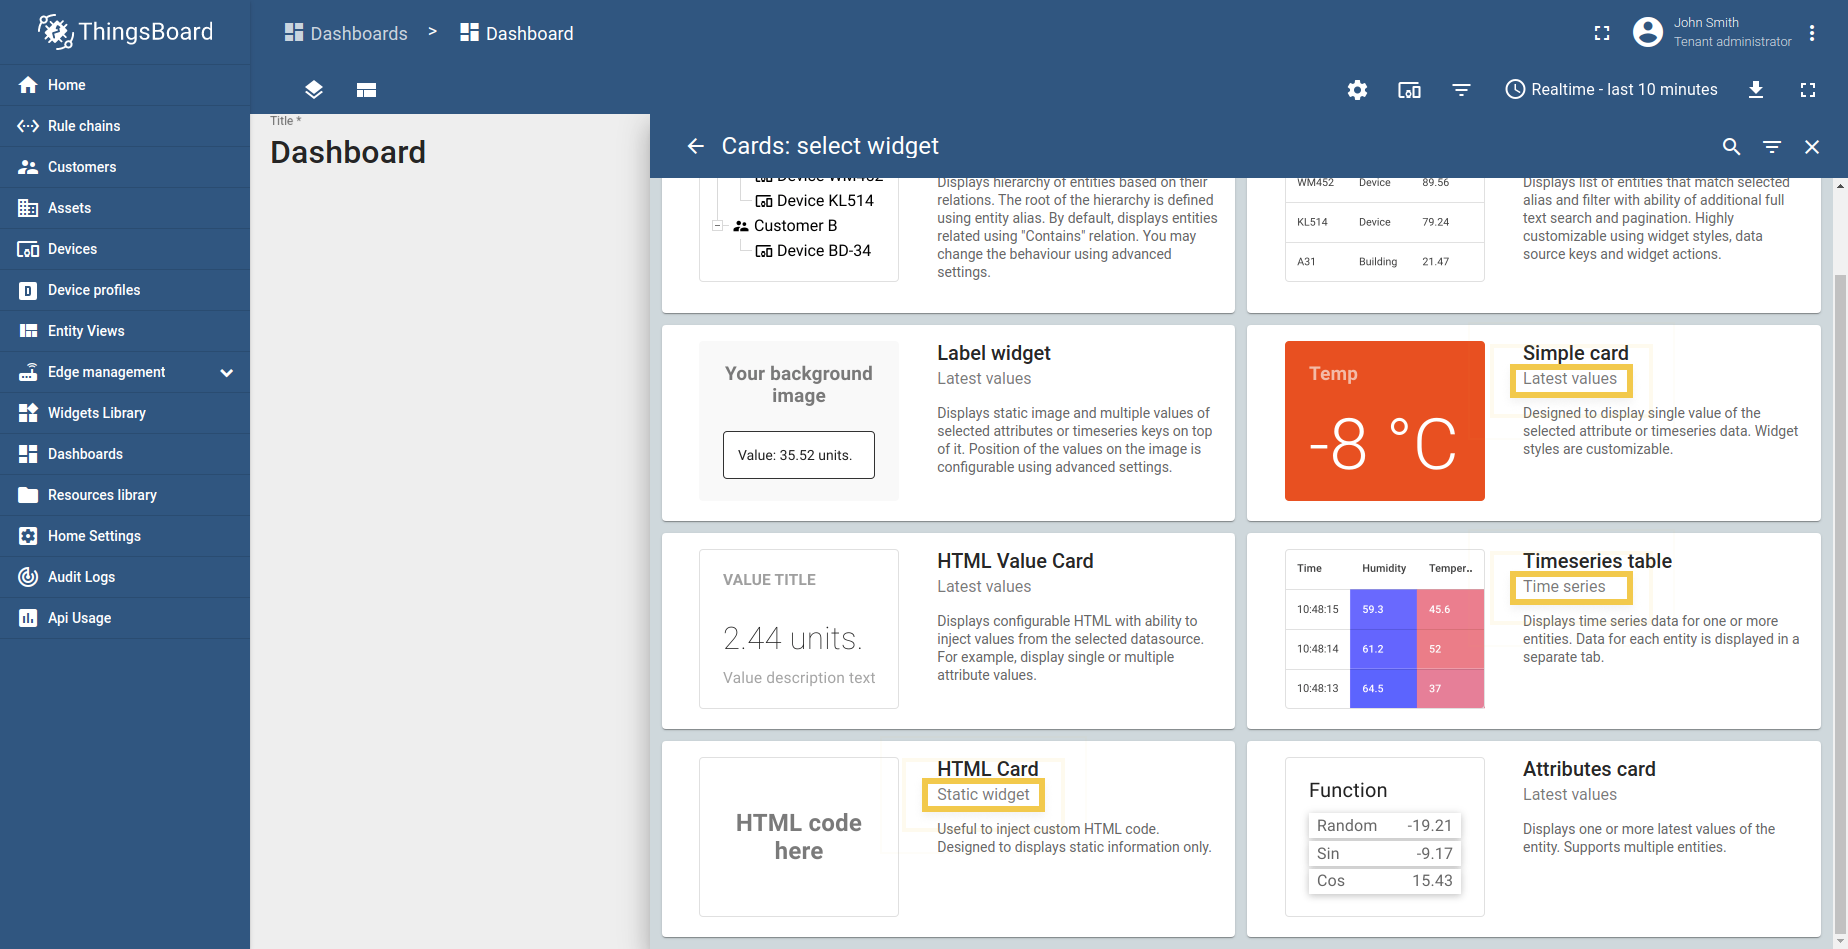 ThingsBoard
Home
Rule chains
Customers
Assets
Devices
Device profiles
Entity Views
Edge management
Widgets Library
Dashboards
Resources library
Home Settings
Audit Logs
Api Usage
Dashboards > Dashboard
John Smith
Tenant administrator
Realtime - last 10 minutes
Title *
Dashboard
Cards: select widget
Device WM452
Device KL514
Customer B
Device BD-34
Displays hierarchy of entities based on their
relations. The root of the hierarchy is defined
using entity alias. By default, displays entities
related using "Contains" relation. You may
change the behaviour using advanced
settings.
WM452 Device 89.56
KL514 Device 79.24
A31 Building 21.47
Displays list of entities that match selected
alias and filter with ability of additional full
text search and pagination. Highly
customizable using widget styles, data
source keys and widget actions.
Your background
image
Value: 35.52 units.
Label widget
Latest values
Displays static image and multiple values of
selected attributes or timeseries keys on top
of it. Position of the values on the image is
configurable using advanced settings.
Temp
-8 °C
Simple card
Latest values
Designed to display single value of the
selected attribute or timeseries data. Widget
styles are customizable.
VALUE TITLE
2.44 units.
Value description text
HTML Value Card
Latest values
Displays configurable HTML with ability to
inject values from the selected datasource.
For example, display single or multiple
attribute values.
Time Humidity Temper..
10:48:15 59.3 45.6
10:48:14 61.2 52
10:48:13 64.5 37
Timeseries table
Time series
Displays time series data for one or more
entities. Data for each entity is displayed in a
separate tab.
HTML code
here
HTML Card
Static widget
Useful to inject custom HTML code.
Designed to displays static information only.
Function
Random -19.21
Sin -9.17
Cos 15.43
Attributes card
Latest values
Displays one or more latest values of the
entity. Supports multiple entities.